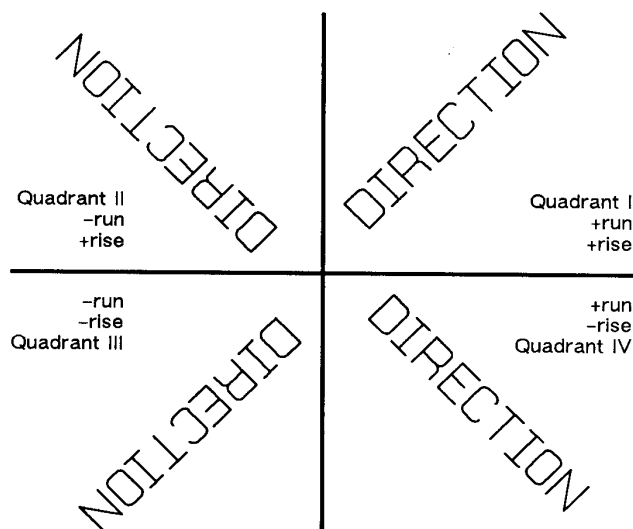 DIRECTION
Quadrant II
−run
+rise
DIRECTION
Quadrant I
+run
+rise
−run
−rise
Quadrant III
DIRECTION
+run
−rise
Quadrant IV
DIRECTION